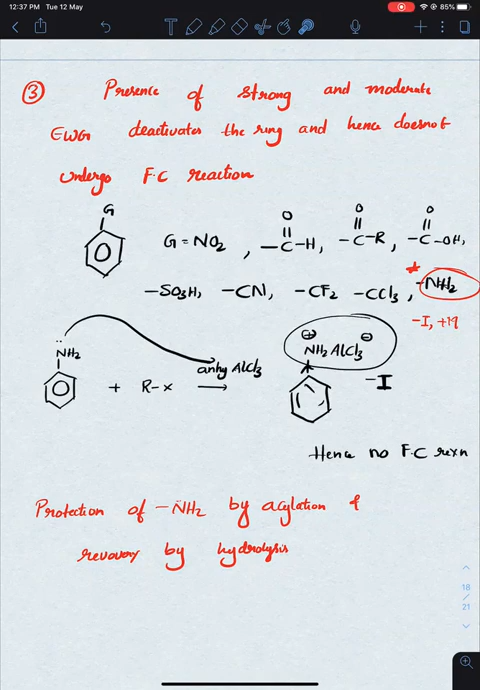 12:37 PM Tue 12 May
85%
③ Presence of strong and moderate
EWG deactivates the ring and hence doesnot
undergo F.C reaction
G
G = NO2 , -C-H, -C-R, -C-OH,
O O O
-SO3H, -CN, -CF2 -CCl3, -NH2
-I, +M
NH2 anhy AlCl3 NH2 AlCl3
+ R-x → -I
Hence no F.C rexn
Protection of -NH2 by acylation &
revovery by hydrolysis
18
/
21